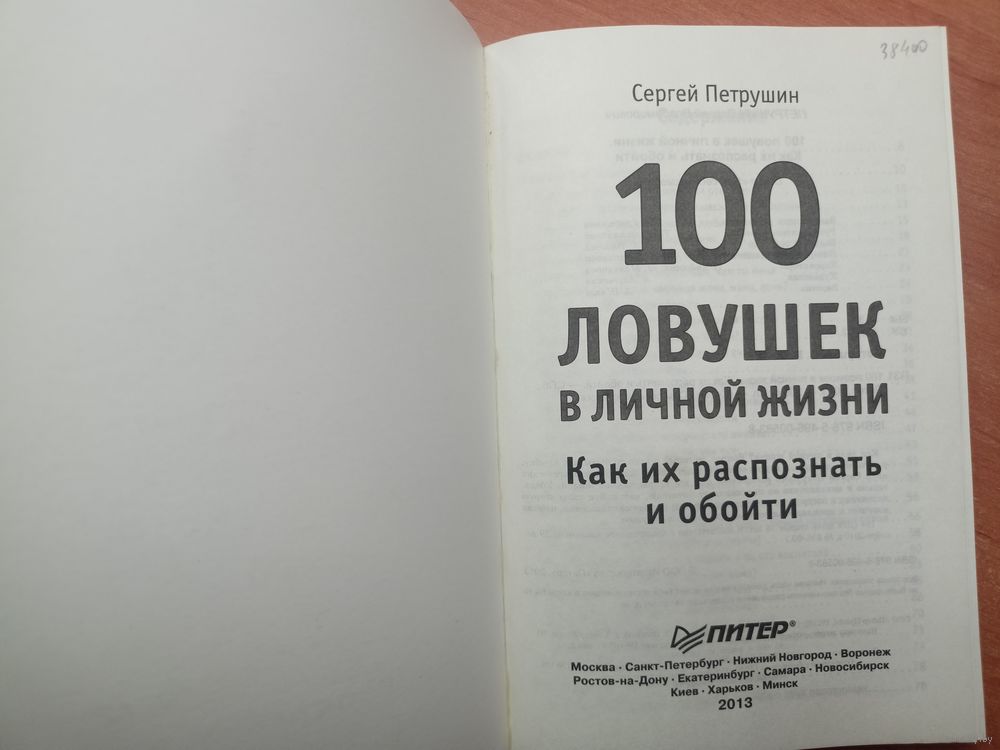 38400
Сергей Петрушин
100
ЛОВУШЕК
В ЛИЧНОЙ ЖИЗНИ
Как их распознать
и обойти
ПИТЕР®
Москва · Санкт-Петербург · Нижний Новгород · Воронеж
Ростов-на-Дону · Екатеринбург · Самара · Новосибирск
Киев · Харьков · Минск
2013